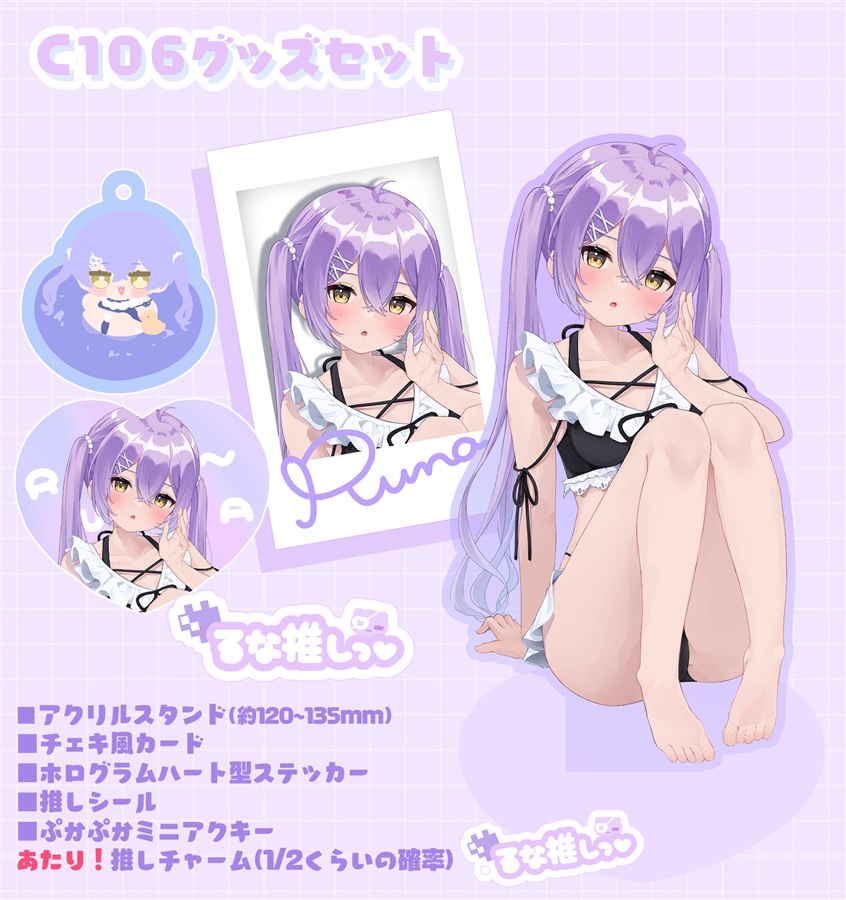 C106グッズセット
Runa
RUNA
るな推しっ♥
■アクリルスタンド(約120~135mm)
■チェキ風カード
■ホログラムハート型ステッカー
■推しシール
■ぷかぷかミニアクキー
あたり!推しチャーム(1/2くらいの確率)
るな推しっ♥